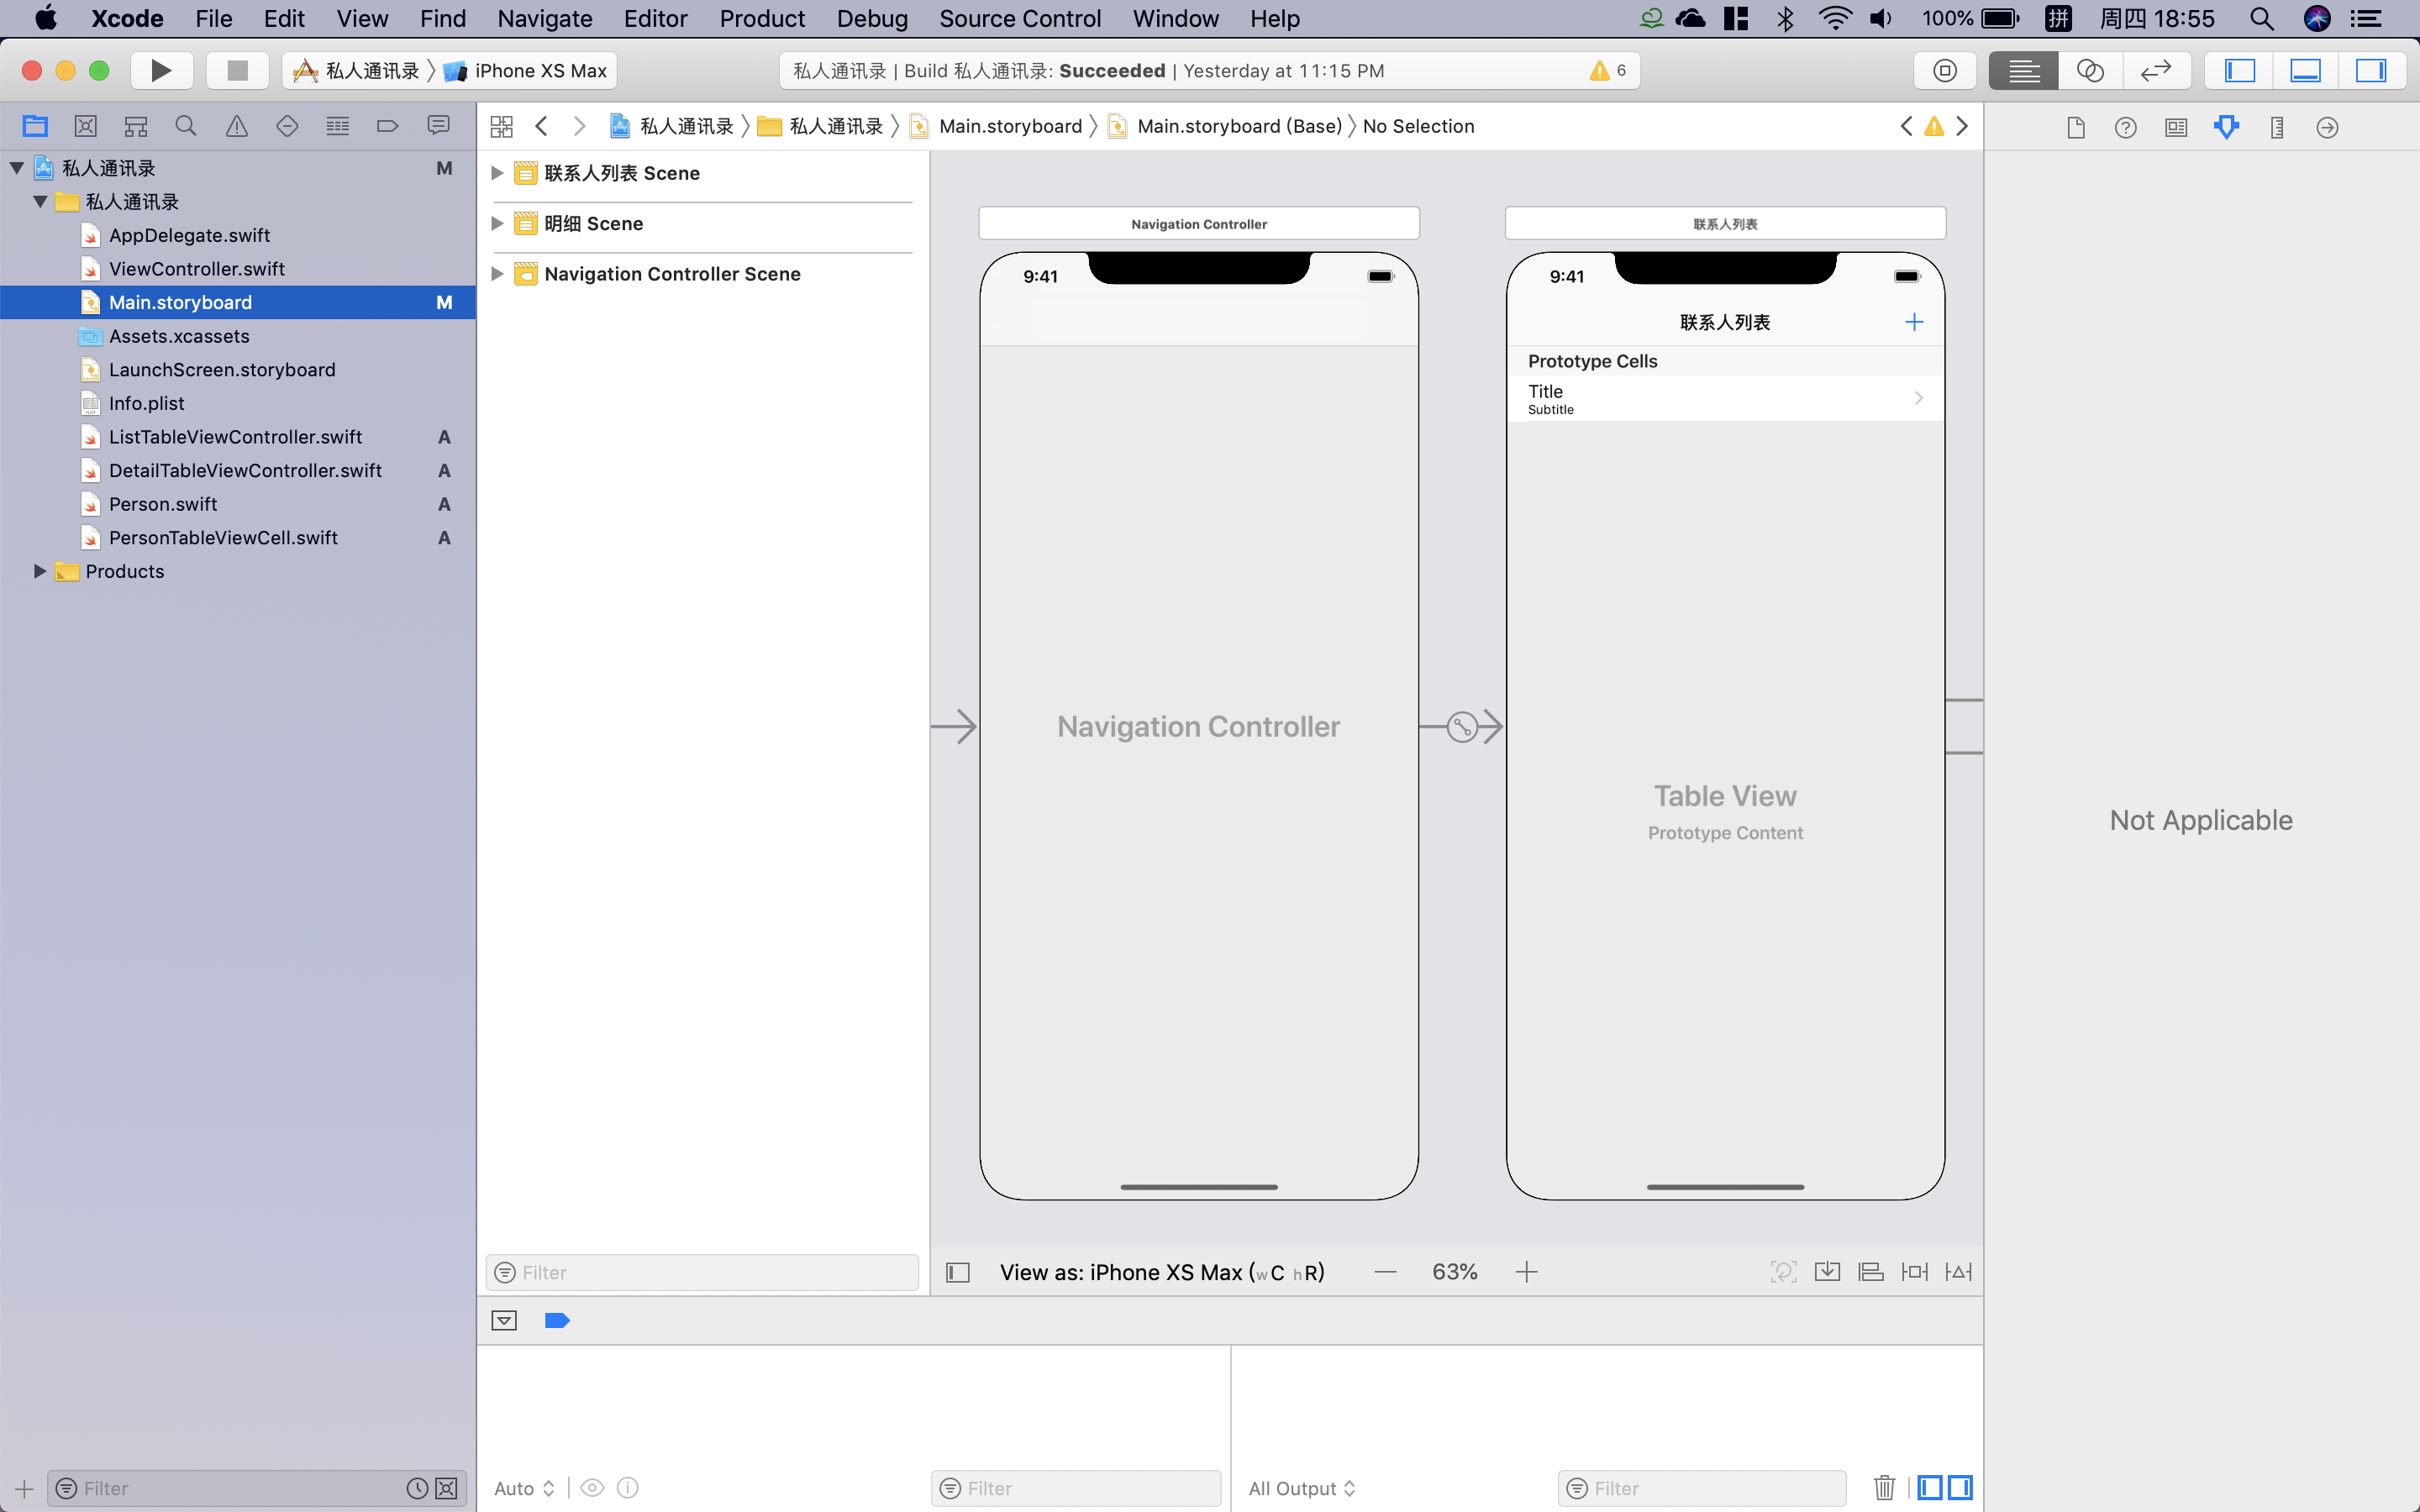 Xcode File Edit View Find Navigate Editor Product Debug Source Control Window Help 100% 拼 周四 18:55
私人通讯录 iPhone XS Max 私人通讯录 | Build 私人通讯录: Succeeded | Yesterday at 11:15 PM 6
私人通讯录 私人通讯录 Main.storyboard Main.storyboard (Base) No Selection
私人通讯录 M
私人通讯录
AppDelegate.swift
ViewController.swift
Main.storyboard M
Assets.xcassets
LaunchScreen.storyboard
Info.plist
ListTableViewController.swift A
DetailTableViewController.swift A
Person.swift A
PersonTableViewCell.swift A
Products
Filter
联系人列表 Scene
明细 Scene
Navigation Controller Scene
Filter
Navigation Controller
9:41
Navigation Controller
联系人列表
9:41
联系人列表
Prototype Cells
Title
Subtitle
Table View
Prototype Content
View as: iPhone XS Max (wC hR) 63%
Auto Filter
All Output Filter
Not Applicable